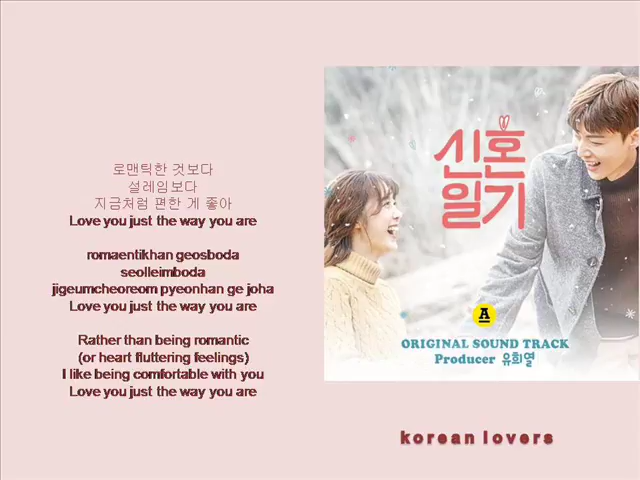 로맨틱한 것보다
설레임보다
지금처럼 편한 게 좋아
Love you just the way you are
romaentikhan geosboda
seolleimboda
jigeumcheoreom pyeonhan ge joha
Love you just the way you are
Rather than being romantic
(or heart fluttering feelings)
I like being comfortable with you
Love you just the way you are
신혼
일기
A
ORIGINAL SOUND TRACK
Producer 유희열
korean lovers